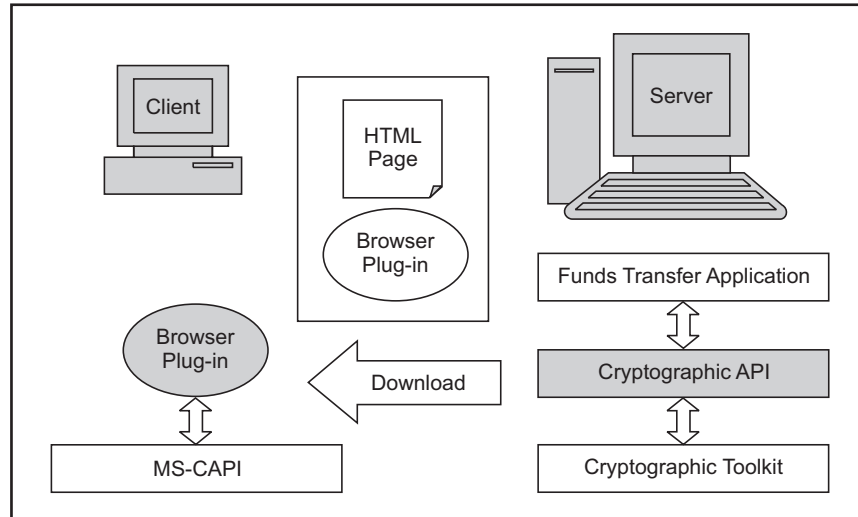 Client
HTML
Page
Browser
Plug-in
Server
Funds Transfer Application
Browser
Plug-in
Download
Cryptographic API
MS-CAPI
Cryptographic Toolkit